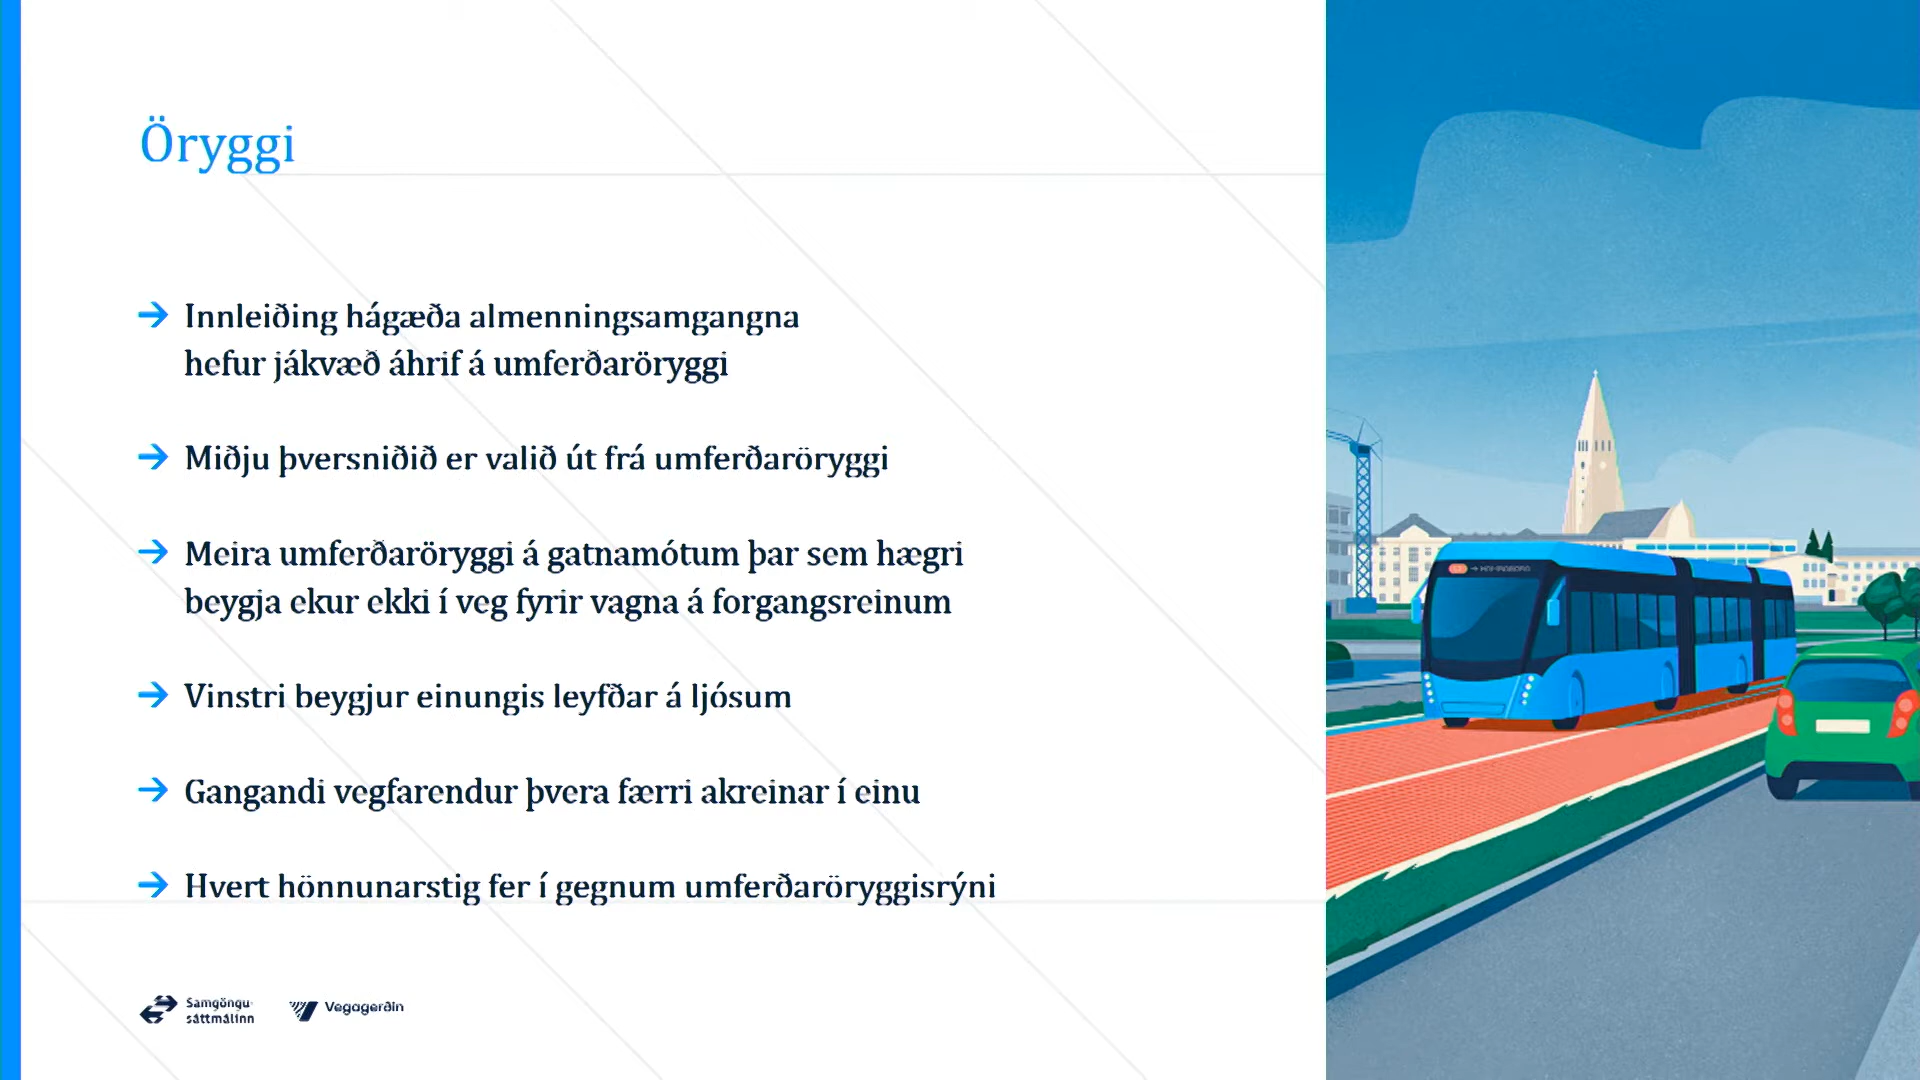 Öryggi
Innleiðing hágæða almenningsamgangna
hefur jákvæð áhrif á umferðaröryggi
Miðju þversniðið er valið út frá umferðaröryggi
Meira umferðaröryggi á gatnamótum þar sem hægri
beygja ekur ekki í veg fyrir vagna á forgangsreinum
Vinstri beygjur einungis leyfðar á ljósum
Gangandi vegfarendur þvera færri akreinar í einu
Hvert hönnunarstig fer í gegnum umferðaröryggisrýni
Samgöngu-
sáttmálinn
Vegagerðin